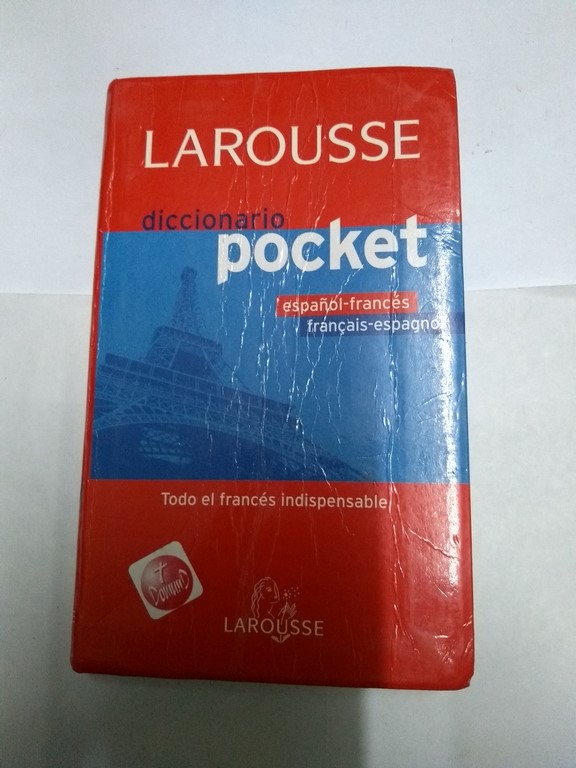 LAROUSSE
diccionario
pocket
español-francés
français-espagnol
Todo el francés indispensable
LAROUSSE